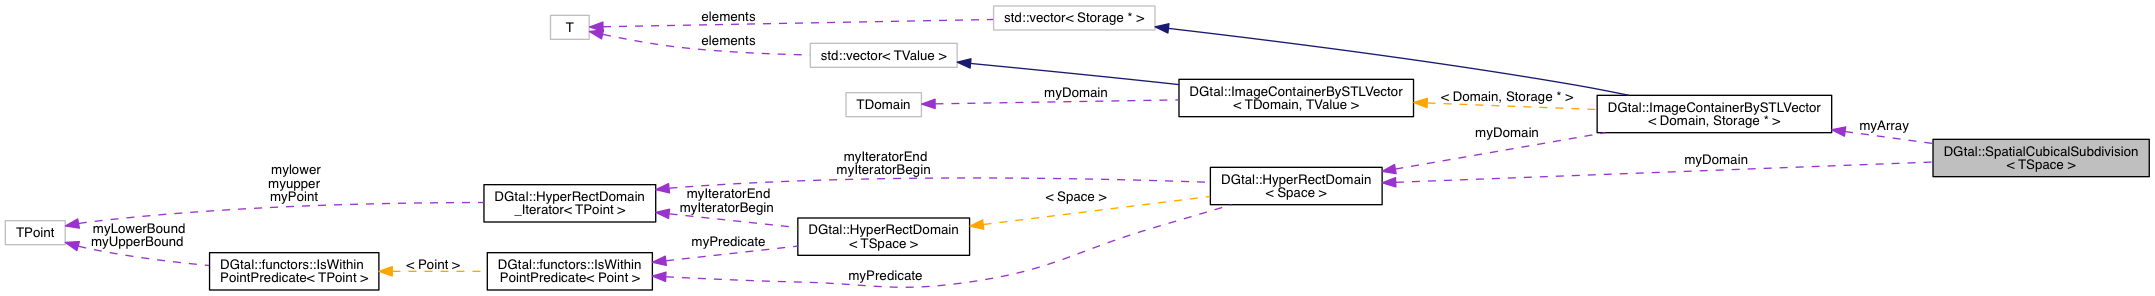 elements
std::vector< Storage * >
T
elements
std::vector< TValue >
TDomain
myDomain
DGtal::ImageContainerBySTLVector
< TDomain, TValue >
< Domain, Storage * >
DGtal::ImageContainerBySTLVector
< Domain, Storage * >
myArray
DGtal::SpatialCubicalSubdivision
< TSpace >
myDomain
myDomain
myIteratorEnd
myIteratorBegin
DGtal::HyperRectDomain
< Space >
mylower
myupper
myPoint
DGtal::HyperRectDomain
_Iterator< TPoint >
myIteratorEnd
myIteratorBegin
< Space >
TPoint
myLowerBound
myUpperBound
DGtal::HyperRectDomain
< TSpace >
myPredicate
DGtal::functors::IsWithin
PointPredicate< TPoint >
< Point >
DGtal::functors::IsWithin
PointPredicate< Point >
myPredicate